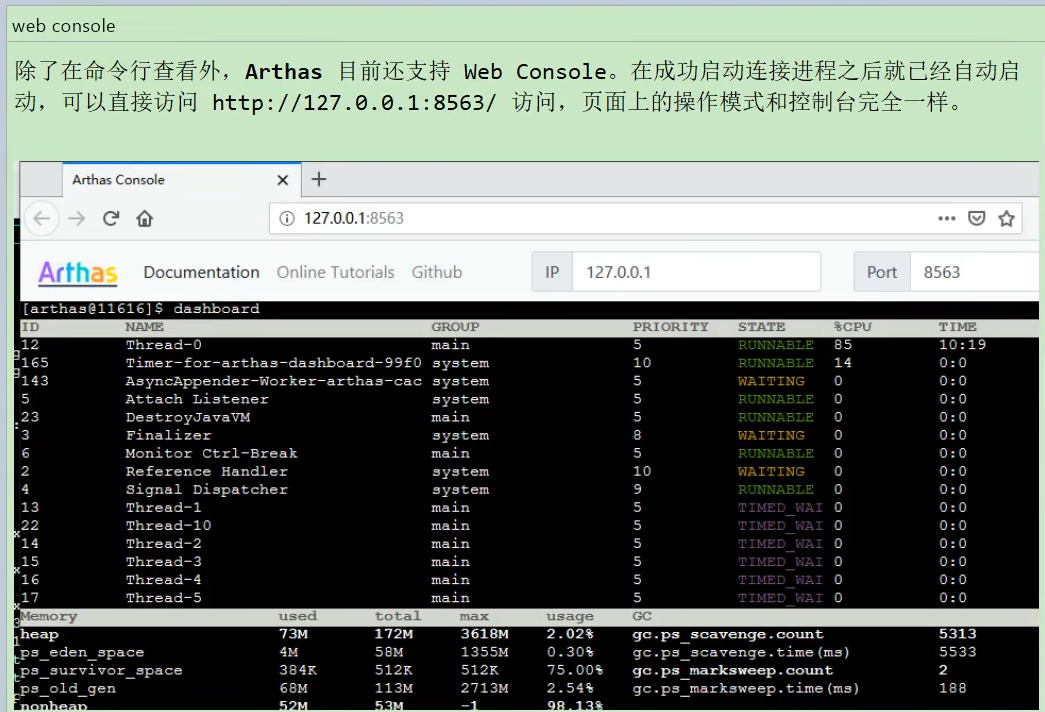 web console
除了在命令行查看外，Arthas 目前还支持 Web Console。在成功启动连接进程之后就已经自动启
动，可以直接访问 http://127.0.0.1:8563/ 访问，页面上的操作模式和控制台完全一样。
Arthas Console
127.0.0.1:8563
Arthas Documentation Online Tutorials Github IP 127.0.0.1 Port 8563
[arthas@11616]$ dashboard
ID NAME GROUP PRIORITY STATE %CPU TIME
12 Thread-0 main 5 RUNNABLE 85 10:19
165 Timer-for-arthas-dashboard-99f0 system 10 RUNNABLE 14 0:0
143 AsyncAppender-Worker-arthas-cac system 5 WAITING 0 0:0
5 Attach Listener system 5 RUNNABLE 0 0:0
23 DestroyJavaVM main 5 RUNNABLE 0 0:0
3 Finalizer system 8 WAITING 0 0:0
6 Monitor Ctrl-Break main 5 RUNNABLE 0 0:0
2 Reference Handler system 10 WAITING 0 0:0
4 Signal Dispatcher system 9 RUNNABLE 0 0:0
13 Thread-1 main 5 TIMED_WAI 0 0:0
22 Thread-10 main 5 TIMED_WAI 0 0:0
14 Thread-2 main 5 TIMED_WAI 0 0:0
15 Thread-3 main 5 TIMED_WAI 0 0:0
16 Thread-4 main 5 TIMED_WAI 0 0:0
17 Thread-5 main 5 TIMED_WAI 0 0:0
Memory used total max usage GC
heap 73M 172M 3618M 2.02% gc.ps_scavenge.count 5313
ps_eden_space 4M 58M 1355M 0.30% gc.ps_scavenge.time(ms) 5533
ps_survivor_space 384K 512K 512K 75.00% gc.ps_marksweep.count 2
ps_old_gen 68M 113M 2713M 2.54% gc.ps_marksweep.time(ms) 188
nonheap 52M 53M -1 98.13%